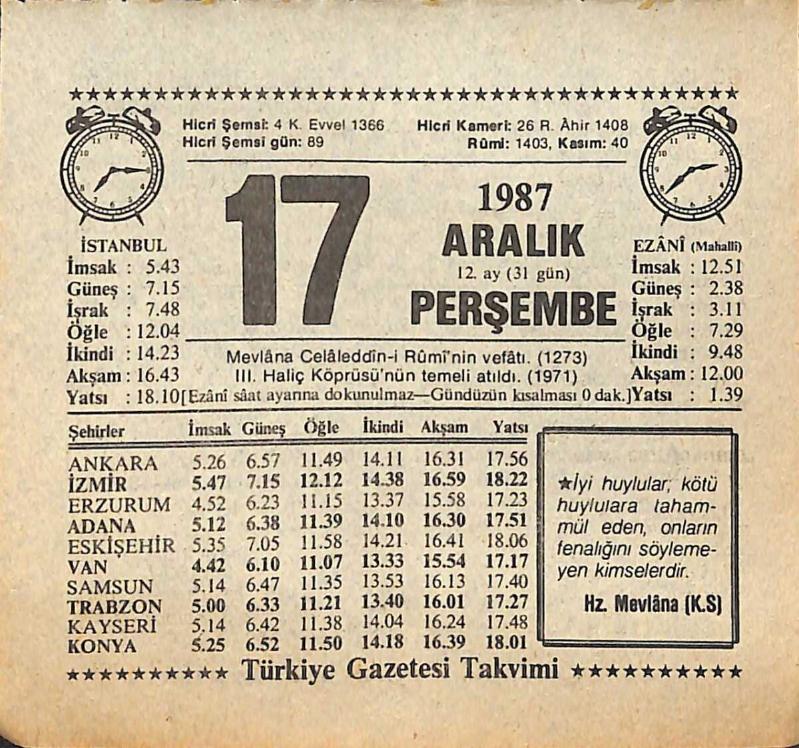 Hicrî Şemsî: 4 K. Evvel 1366 Hicrî Kamerî: 26 R. Âhir 1408
Hicrî Şemsî gün: 89 Rûmî: 1403, Kasım: 40
17
1987
ARALIK
12. ay (31 gün)
PERŞEMBE
İSTANBUL
İmsak : 5.43
Güneş : 7.15
İşrak : 7.48
Öğle : 12.04
İkindi : 14.23
Akşam : 16.43
Yatsı : 18.10
EZÂNÎ (Mahallî)
İmsak : 12.51
Güneş : 2.38
İşrak : 3.11
Öğle : 7.29
İkindi : 9.48
Akşam : 12.00
Yatsı : 1.39
Mevlâna Celâleddîn-i Rûmî'nin vefâtı. (1273)
III. Haliç Köprüsü'nün temeli atıldı. (1971)
[Ezânî sâat ayarına dokunulmaz—Gündüzün kısalması 0 dak.]
Şehirler İmsak Güneş Öğle İkindi Akşam Yatsı
ANKARA 5.26 6.57 11.49 14.11 16.31 17.56
İZMİR 5.47 7.15 12.12 14.38 16.59 18.22
ERZURUM 4.52 6.23 11.15 13.37 15.58 17.23
ADANA 5.12 6.38 11.39 14.10 16.30 17.51
ESKİŞEHİR 5.35 7.05 11.58 14.21 16.41 18.06
VAN 4.42 6.10 11.07 13.33 15.54 17.17
SAMSUN 5.14 6.47 11.35 13.53 16.13 17.40
TRABZON 5.00 6.33 11.21 13.40 16.01 17.27
KAYSERİ 5.14 6.42 11.38 14.04 16.24 17.48
KONYA 5.25 6.52 11.50 14.18 16.39 18.01
★İyi huylular, kötü
huylulara taham-
mül eden, onların
fenalığını söyleme-
yen kimselerdir.
Hz. Mevlâna (K.S)
★★★★★★★★★★ Türkiye Gazetesi Takvimi ★★★★★★★★★★